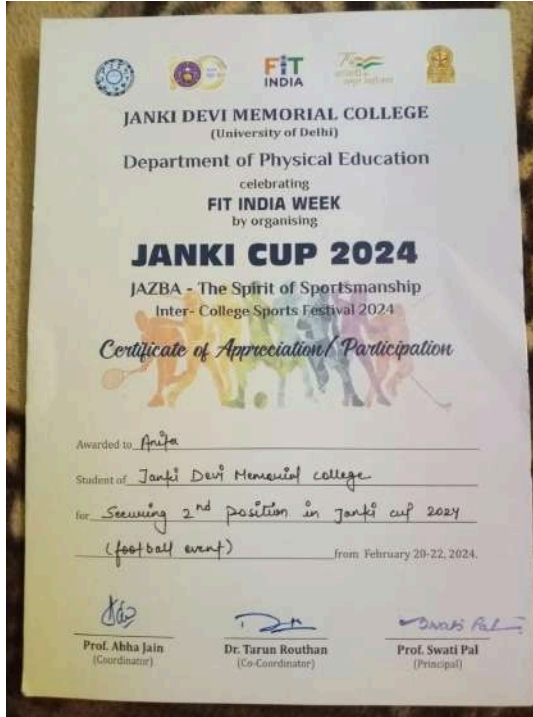 FiT
INDIA
JANKI DEVI MEMORIAL COLLEGE
(University of Delhi)
Department of Physical Education
celebrating
FIT INDIA WEEK
by organising
JANKI CUP 2024
JAZBA - The Spirit of Sportsmanship
Inter- College Sports Festival 2024
Certificate of Appreciation/ Participation
Awarded to Anita
Student of Janki Devi Memorial college
for Securing 2nd position in Janki cup 2024
(football event) from February 20-22, 2024.
Swati Pal
Prof. Abha Jain Dr. Tarun Routhan Prof. Swati Pal
(Coordinator) (Co-Coordinator) (Principal)